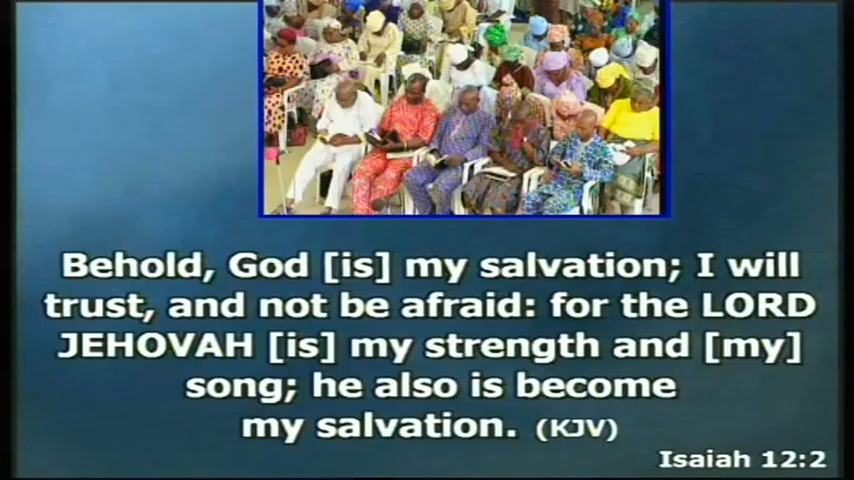 Behold, God [is] my salvation; I will
trust, and not be afraid: for the LORD
JEHOVAH [is] my strength and [my]
song; he also is become
my salvation. (KJV)
Isaiah 12:2